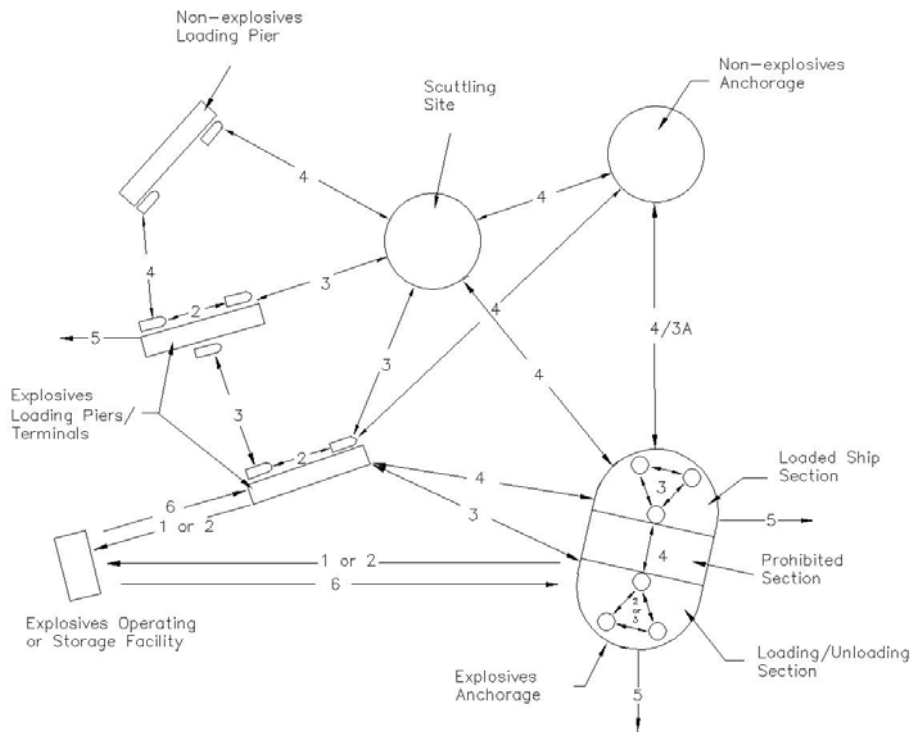 Non-explosives
Loading Pier
Scuttling
Site
Non-explosives
Anchorage
4
4
4
3
2
5
4
4
3
4/3A
4
Explosives
Loading Piers/
Terminals
3
2
Loaded Ship
Section
3
4
3
6
1 or 2
5
1 or 2
4
Prohibited
Section
6
2
or
3
Explosives Operating
or Storage Facility
Loading/Unloading
Section
Explosives
Anchorage
5